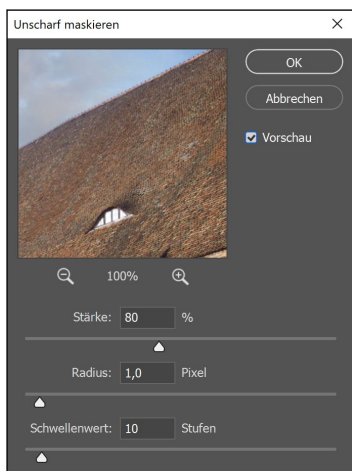 Unscharf maskieren
OK
Abbrechen
Vorschau
100%
Stärke: 80 %
Radius: 1,0 Pixel
Schwellenwert: 10 Stufen